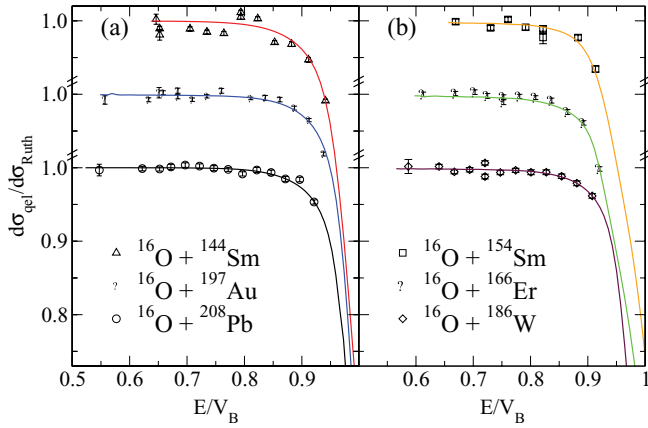 (a)
(b)
1.0
1.0
1.0
0.9
0.8
dσqel/dσRuth
16O + 144Sm
16O + 197Au
16O + 208Pb
16O + 154Sm
16O + 166Er
16O + 186W
0.5 0.6 0.7 0.8 0.9
0.6 0.7 0.8 0.9 1
E/VB
E/VB